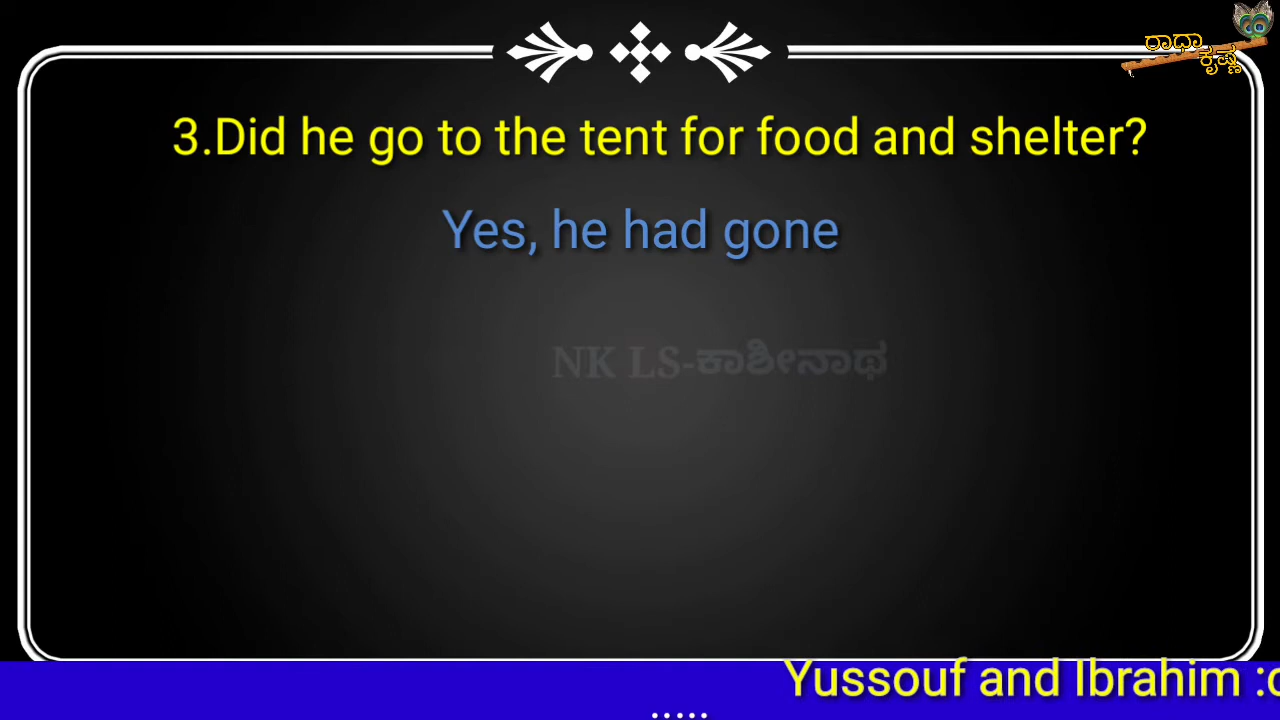 ರಾಧಾ
ಕೃಷ್ಣ
3.Did he go to the tent for food and shelter?
Yes, he had gone
NK LS-ಕಾಶೀನಾಥ
Yussouf and Ibrahim :c
.....